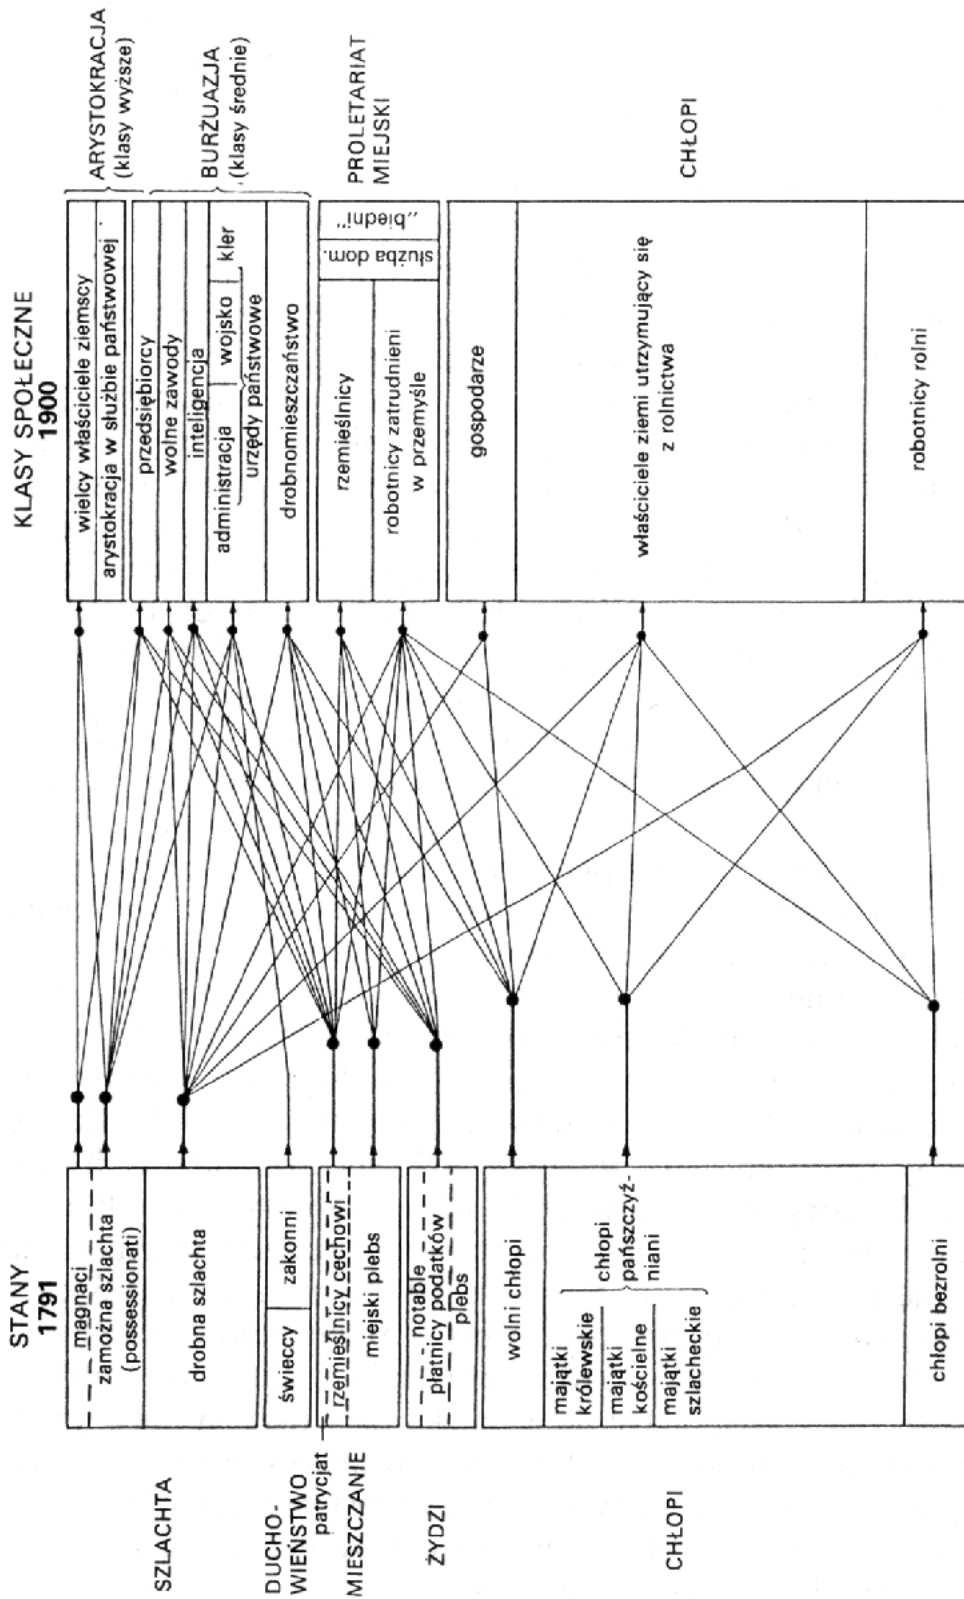 STANY
1791
KLASY SPOŁECZNE
1900
SZLACHTA
magnaci
zamożna szlachta
(possessionati)
drobna szlachta
DUCHO-
WIEŃSTWO
świeccy
zakonni
patrycjat
MIESZCZANIE
rzemieślnicy cechowi
miejski plebs
ŻYDZI
notable
płatnicy podatków
plebs
CHŁOPI
wolni chłopi
majątki
królewskie
majątki
kościelne
majątki
szlacheckie
chłopi
pańszczyź-
niani
chłopi bezrolni
wielcy właściciele ziemscy
arystokracja w służbie państwowej
ARYSTOKRACJA
(klasy wyższe)
przedsiębiorcy
wolne zawody
inteligencja
administracja
wojsko
kler
urzędy państwowe
drobnomieszczaństwo
BURŻUAZJA
(klasy średnie)
rzemieślnicy
robotnicy zatrudnieni
w przemyśle
służba dom.
„biedni”
PROLETARIAT
MIEJSKI
gospodarze
właściciele ziemi utrzymujący się
z rolnictwa
robotnicy rolni
CHŁOPI